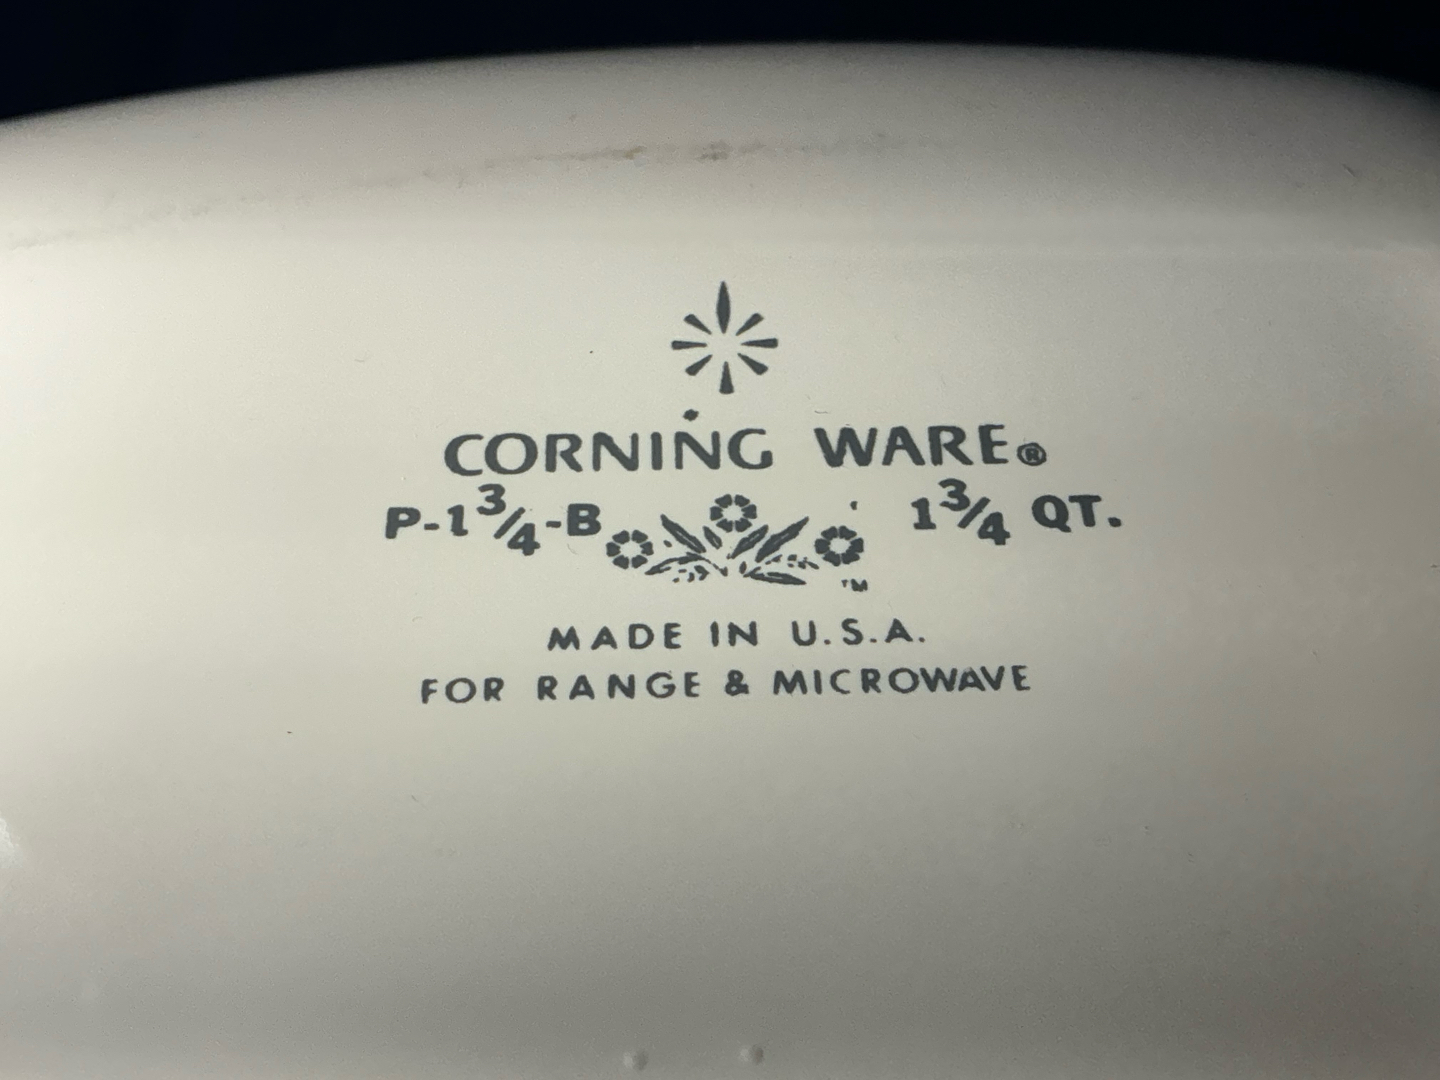 CORNING WARE®
P-1¾-B 1¾ QT.
TM
MADE IN U.S.A.
FOR RANGE & MICROWAVE